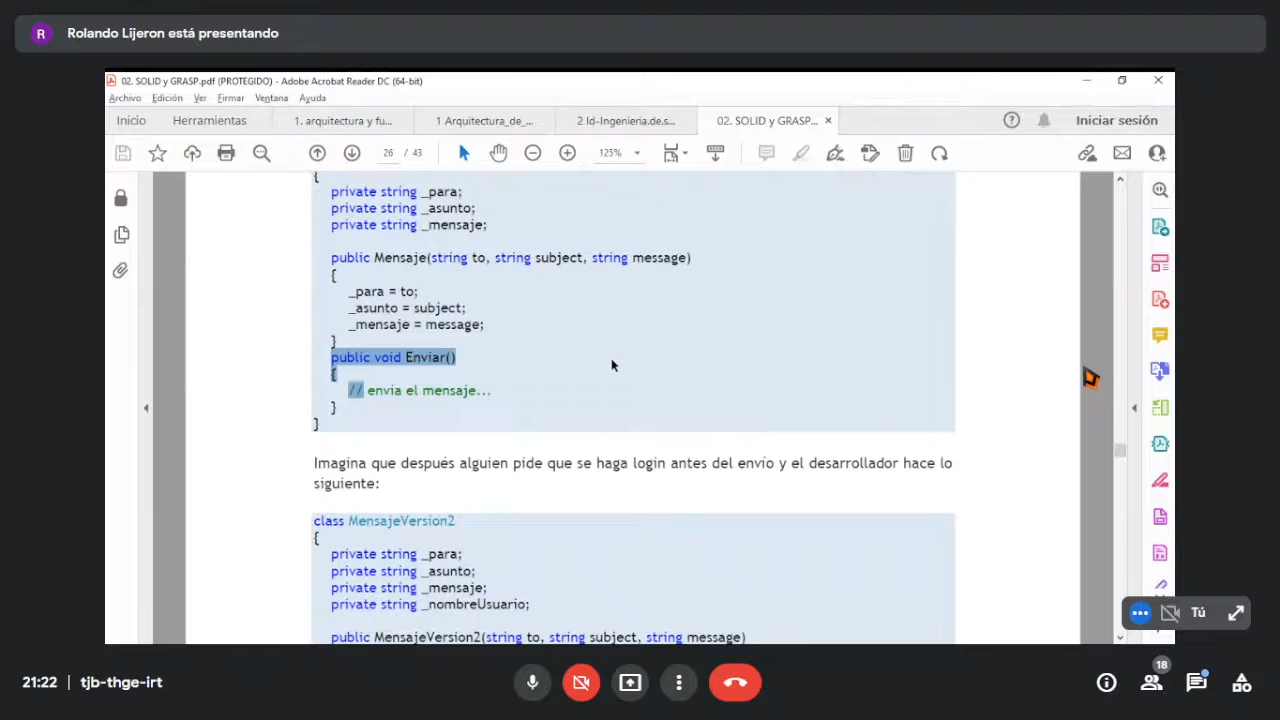 R Rolando Lijeron está presentando
02. SOLID y GRASP.pdf (PROTEGIDO) - Adobe Acrobat Reader DC (64-bit)
Archivo Edición Ver Firmar Ventana Ayuda
Inicio Herramientas 1. arquitectura y fu... 1 Arquitectura_de_... 2 Id-Ingenieria.de.s... 02. SOLID y GRASP... × Iniciar sesión
26 / 43 125%
{
private string _para;
private string _asunto;
private string _mensaje;
public Mensaje(string to, string subject, string message)
{
_para = to;
_asunto = subject;
_mensaje = message;
}
public void Enviar()
{
// envia el mensaje...
}
}
Imagina que después alguien pide que se haga login antes del envío y el desarrollador hace lo
siguiente:
class MensajeVersion2
{
private string _para;
private string _asunto;
private string _mensaje;
private string _nombreUsuario;
public MensajeVersion2(string to, string subject, string message)
Tú
21:22 | tjb-thge-irt
18